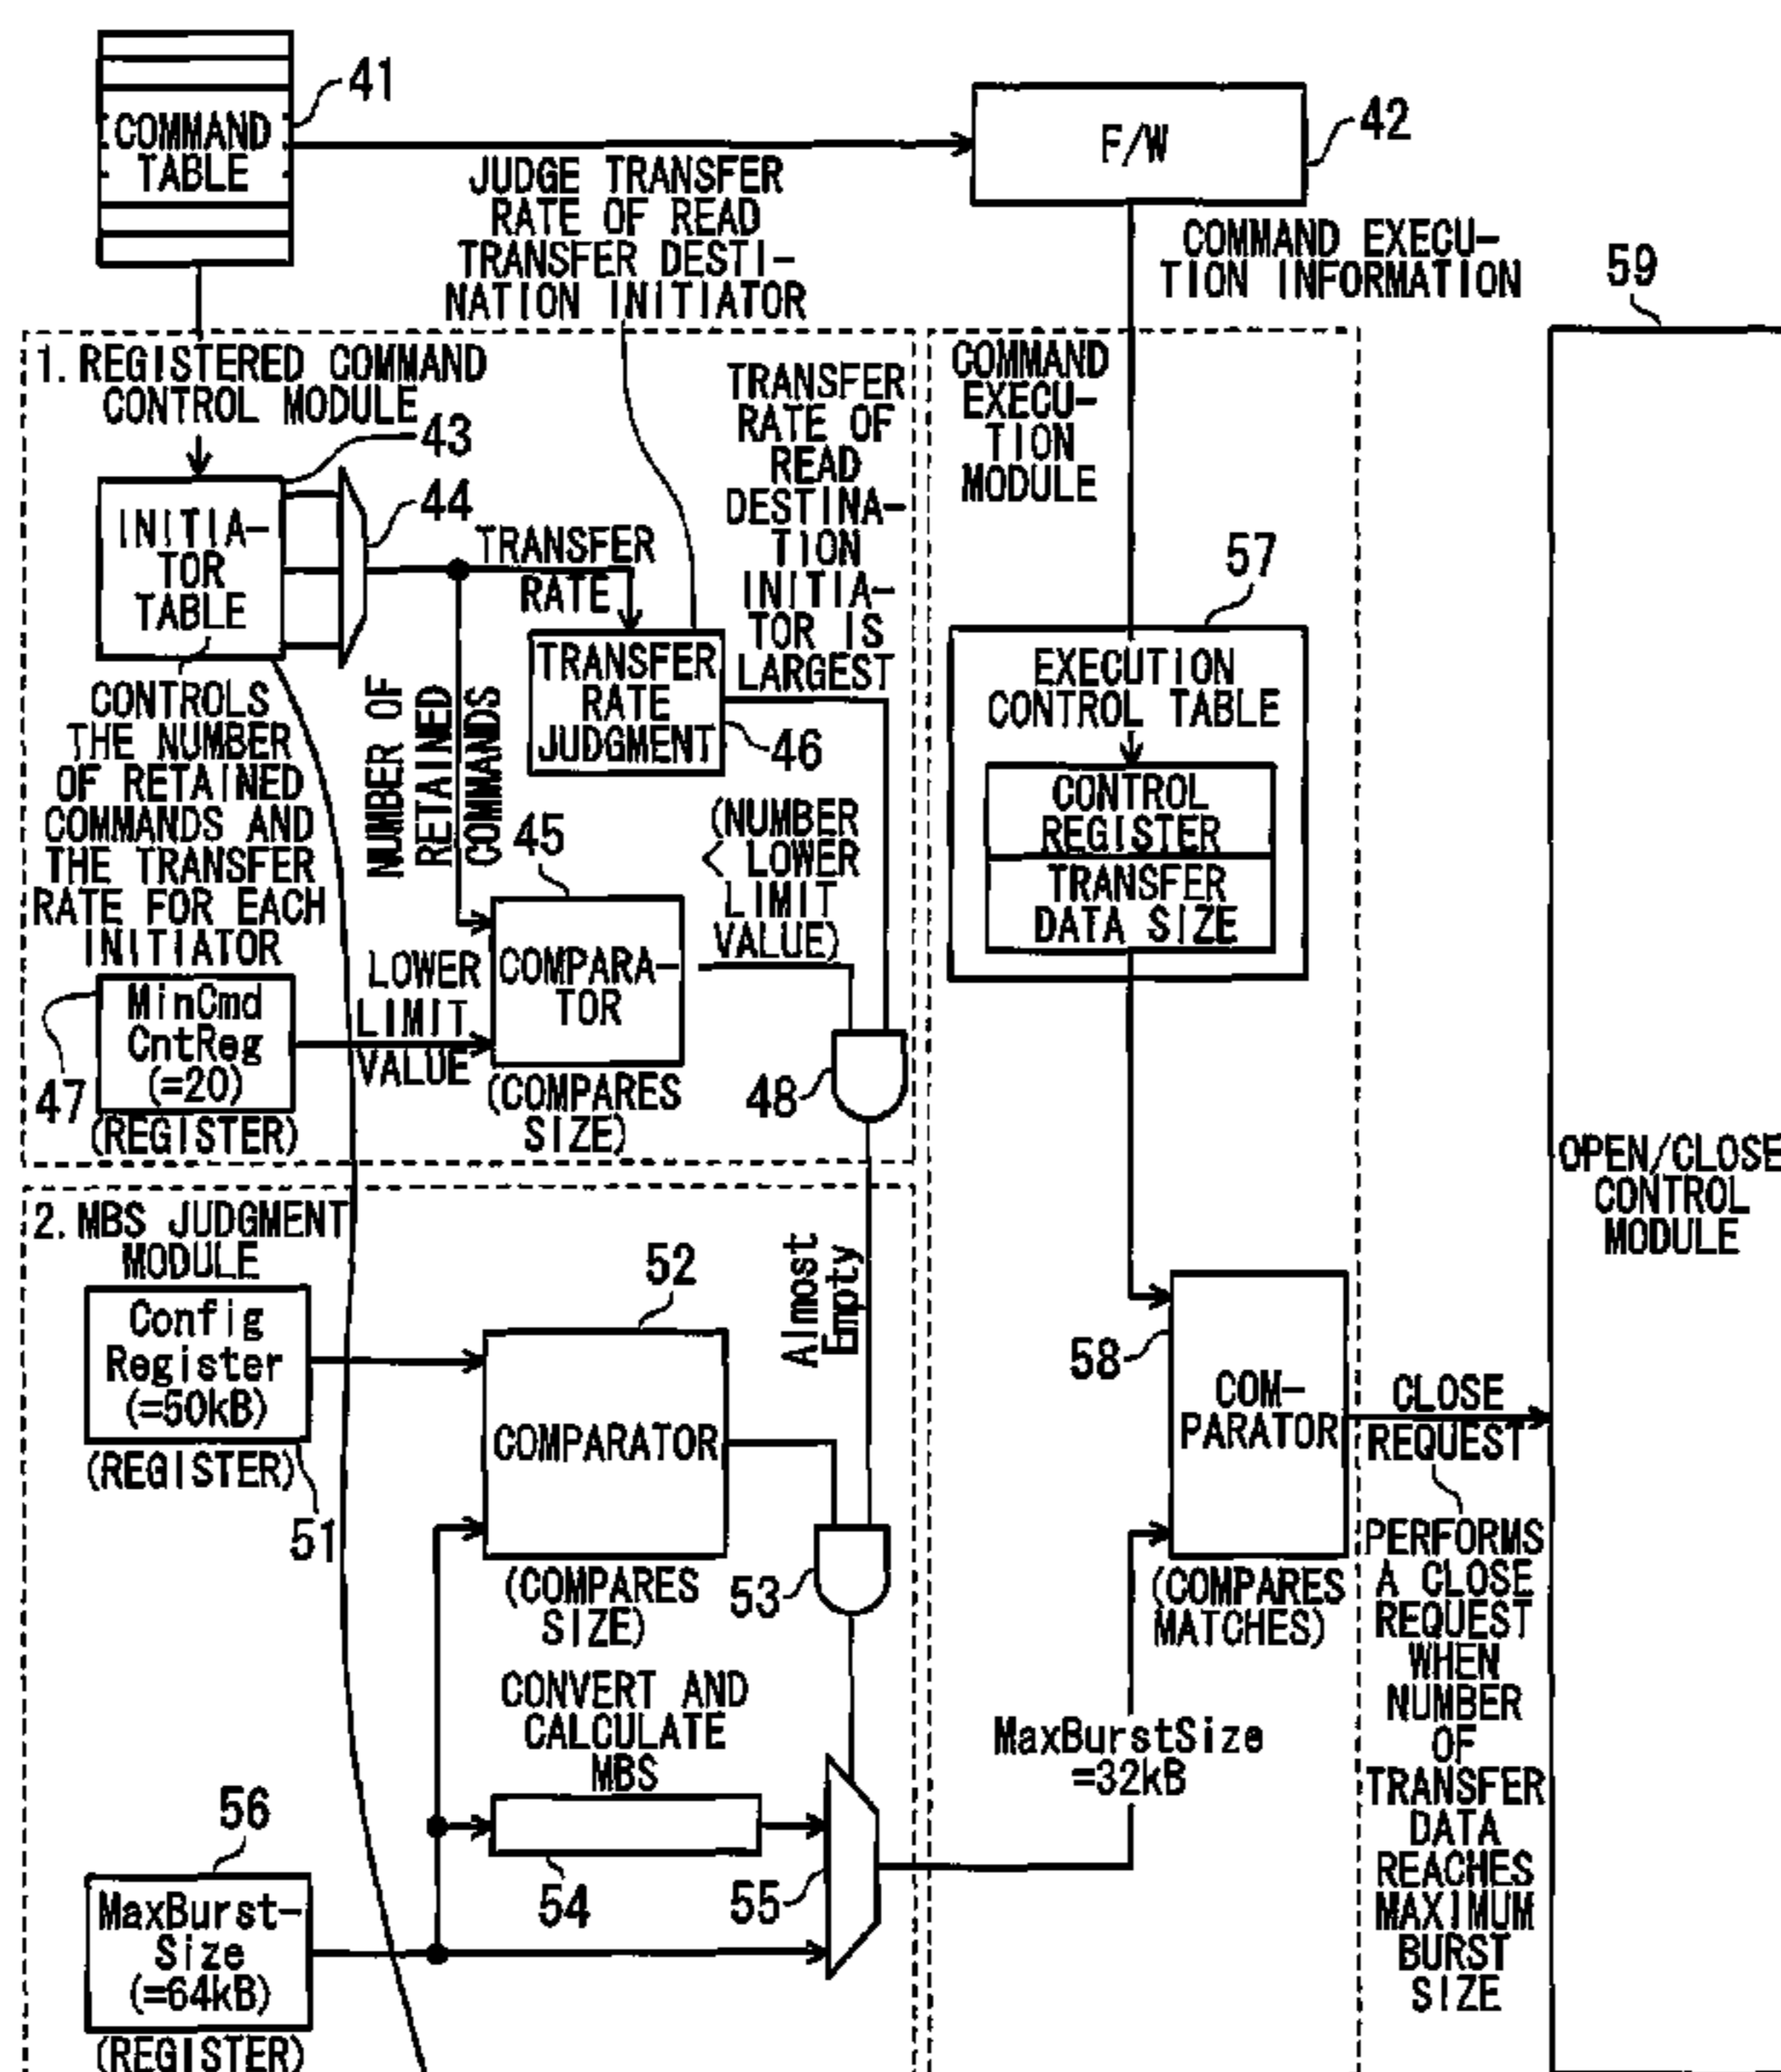 41
COMMAND
TABLE
F/W
42
JUDGE TRANSFER
RATE OF READ
TRANSFER DESTI-
NATION INITIATOR
COMMAND EXECU-
TION INFORMATION
59
1. REGISTERED COMMAND
CONTROL MODULE
43
44
INITIA-
TOR
TABLE
TRANSFER
RATE
TRANSFER
RATE OF
READ
DESTINA-
TION
INITIA-
TOR IS
LARGEST
COMMAND
EXECU-
TION
MODULE
57
CONTROLS
THE NUMBER
OF RETAINED
COMMANDS AND
THE TRANSFER
RATE FOR EACH
INITIATOR
NUMBER OF
RETAINED
COMMANDS
TRANSFER
RATE
JUDGMENT
46
EXECUTION
CONTROL TABLE
CONTROL
REGISTER
TRANSFER
DATA SIZE
45
(NUMBER
< LOWER
LIMIT
VALUE)
COMPARA-
TOR
LOWER
LIMIT
VALUE
MinCmd
CntReg
(=20)
47
(REGISTER)
(COMPARES
SIZE)
48
OPEN/CLOSE
CONTROL
MODULE
2. MBS JUDGMENT
MODULE
Config
Register
(=50kB)
(REGISTER)
51
52
COMPARATOR
(COMPARES
SIZE)
Almost
Empty
53
58
COM-
PARATOR
(COMPARES
MATCHES)
CLOSE
REQUEST
PERFORMS
A CLOSE
REQUEST
WHEN
NUMBER
OF
TRANSFER
DATA
REACHES
MAXIMUM
BURST
SIZE
CONVERT AND
CALCULATE
MBS
54
55
MaxBurstSize
=32kB
56
MaxBurst-
Size
(=64kB)
(REGISTER)